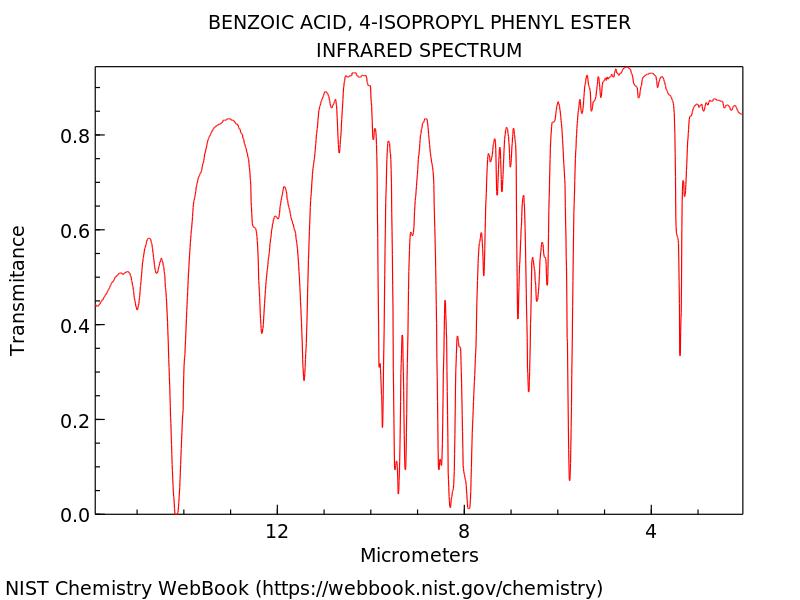 BENZOIC ACID, 4-ISOPROPYL PHENYL ESTER
INFRARED SPECTRUM
0.8
0.6
0.4
0.2
0.0
Transmitance
12
8
4
Micrometers
NIST Chemistry WebBook (https://webbook.nist.gov/chemistry)